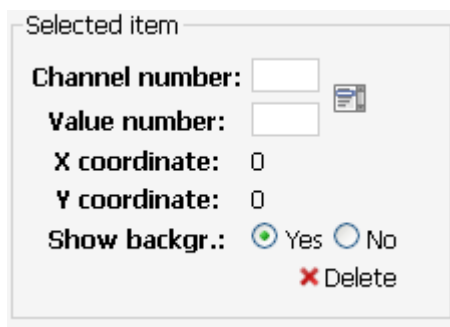 Selected item
Channel number:
Value number:
X coordinate: 0
Y coordinate: 0
Show backgr.: Yes No
Delete